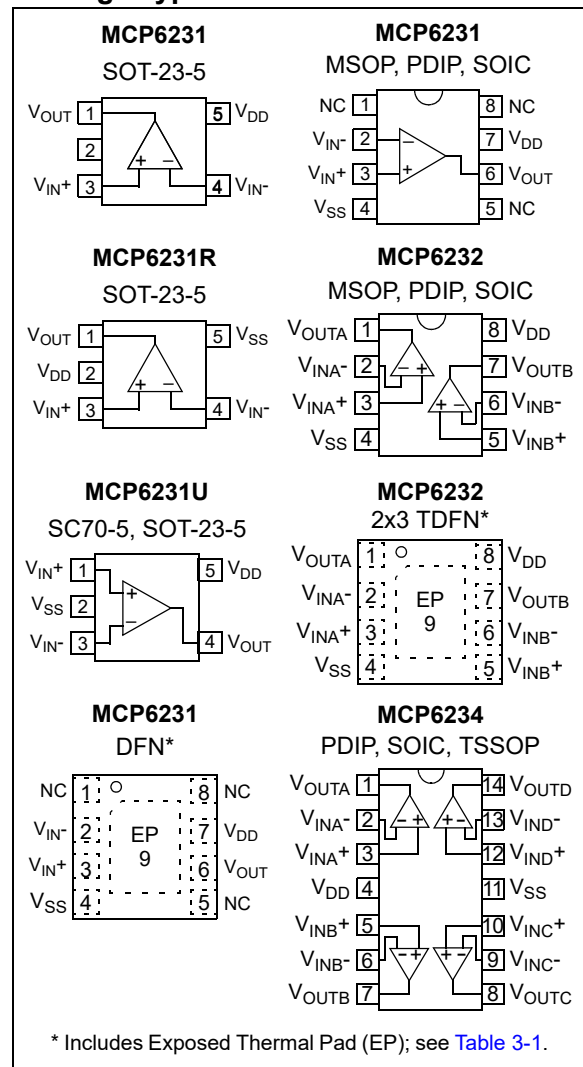 MCP6231
SOT-23-5
VOUT 1
5 VDD
2
VIN+ 3
+ −
4 VIN-
MCP6231
MSOP, PDIP, SOIC
NC 1
8 NC
VIN- 2
−
7 VDD
VIN+ 3
+
6 VOUT
VSS 4
5 NC
MCP6231R
SOT-23-5
VOUT 1
5 VSS
VDD 2
VIN+ 3
+ −
4 VIN-
MCP6232
MSOP, PDIP, SOIC
VOUTA 1
8 VDD
VINA- 2
− +
7 VOUTB
VINA+ 3
+ −
6 VINB-
VSS 4
5 VINB+
MCP6231U
SC70-5, SOT-23-5
VIN+ 1
+
5 VDD
VSS 2
VIN- 3
−
4 VOUT
MCP6232
2x3 TDFN*
VOUTA 1
8 VDD
VINA- 2
EP
7 VOUTB
VINA+ 3
9
6 VINB-
VSS 4
5 VINB+
MCP6231
DFN*
NC 1
8 NC
VIN- 2
EP
7 VDD
VIN+ 3
9
6 VOUT
VSS 4
5 NC
MCP6234
PDIP, SOIC, TSSOP
VOUTA 1
14 VOUTD
VINA- 2
- +
+ -
13 VIND-
VINA+ 3
12 VIND+
VDD 4
11 VSS
VINB+ 5
10 VINC+
VINB- 6
- +
+ -
9 VINC-
VOUTB 7
8 VOUTC
* Includes Exposed Thermal Pad (EP); see Table 3-1.